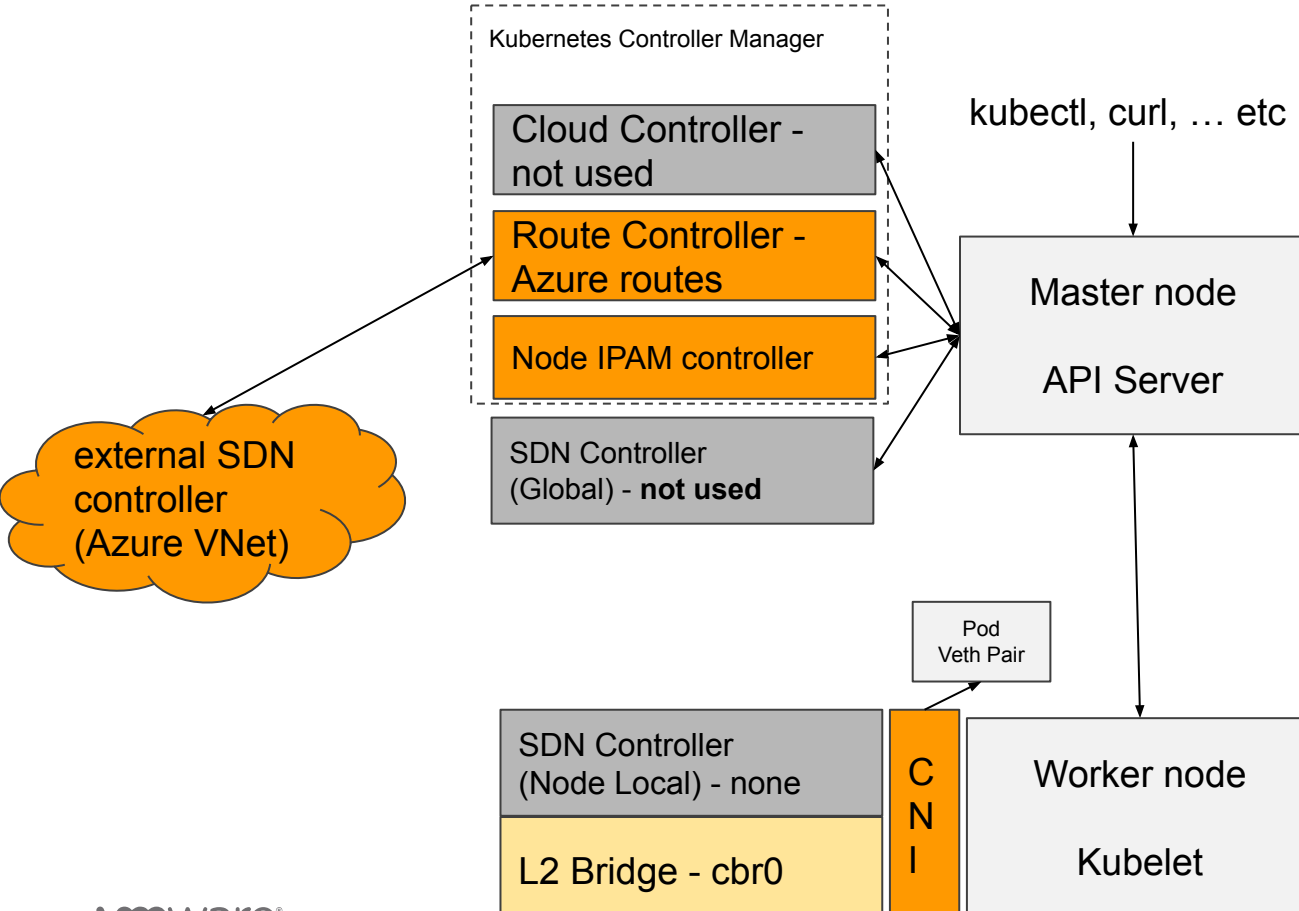 Kubernetes Controller Manager
Cloud Controller -
not used
kubectl, curl, … etc
Route Controller -
Azure routes
Master node
API Server
Node IPAM controller
SDN Controller
(Global) - not used
external SDN
controller
(Azure VNet)
Pod
Veth Pair
SDN Controller
(Node Local) - none
C
N
I
Worker node
Kubelet
L2 Bridge - cbr0